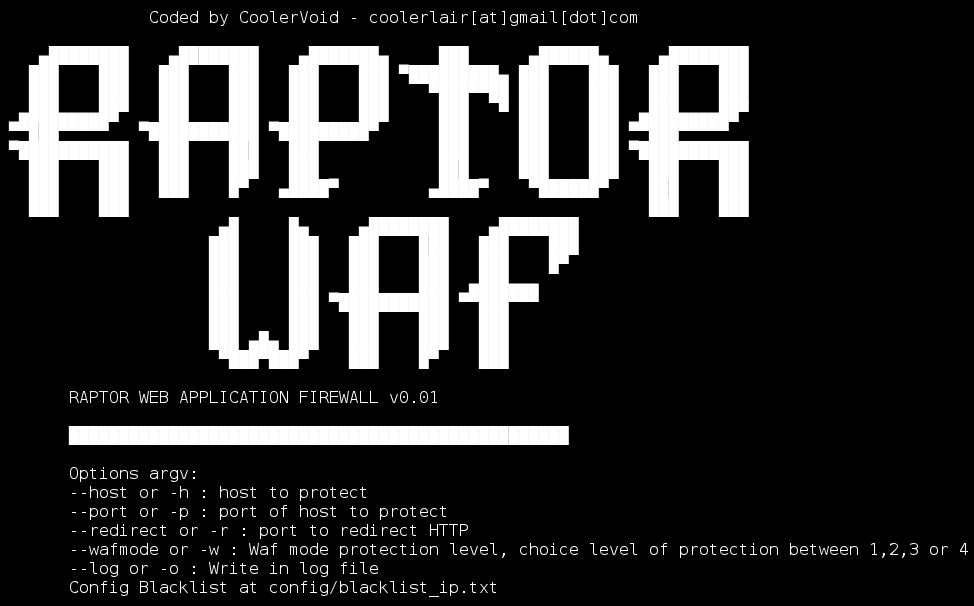 Coded by CoolerVoid - coolerlair[at]gmail[dot]com
RAPTOR
WAF
RAPTOR WEB APPLICATION FIREWALL v0.01
Options argv:
--host or -h : host to protect
--port or -p : port of host to protect
--redirect or -r : port to redirect HTTP
--wafmode or -w : Waf mode protection level, choice level of protection between 1,2,3 or 4
--log or -o : Write in log file
Config Blacklist at config/blacklist_ip.txt